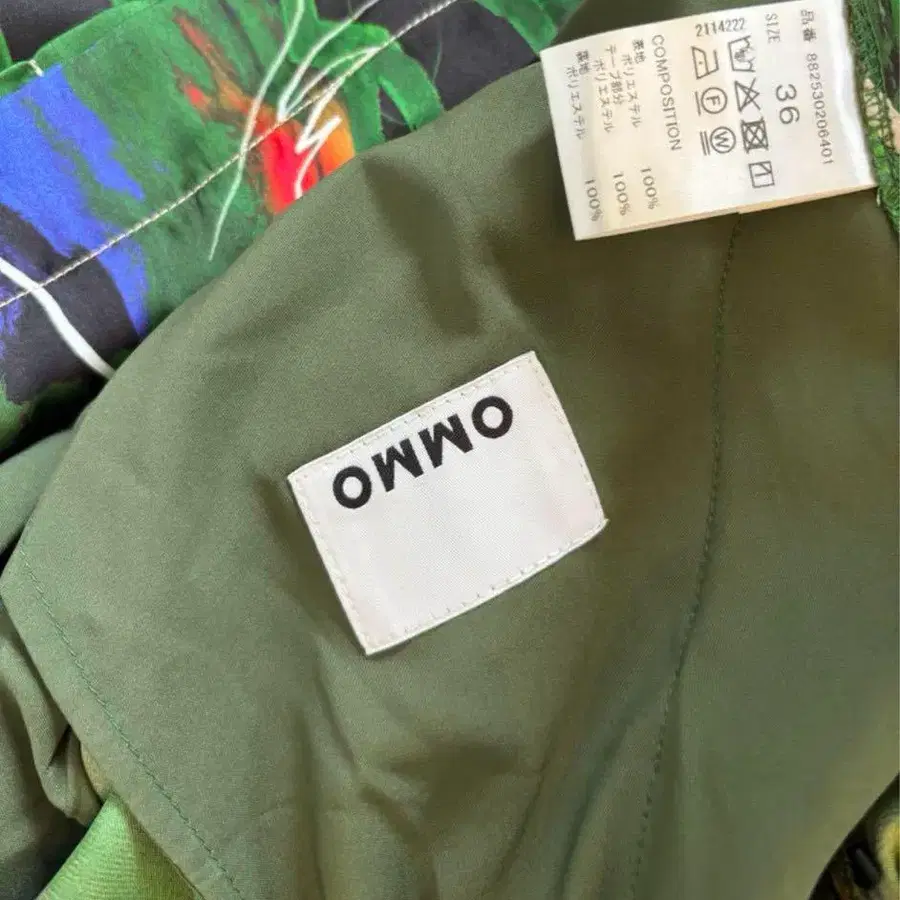 品番 882530206401
SIZE 36
2114222
F W
COMPOSITION
表地
ポリエステル 100%
テープ部分
ポリエステル 100%
裏地
ポリエステル 100%
OMMO